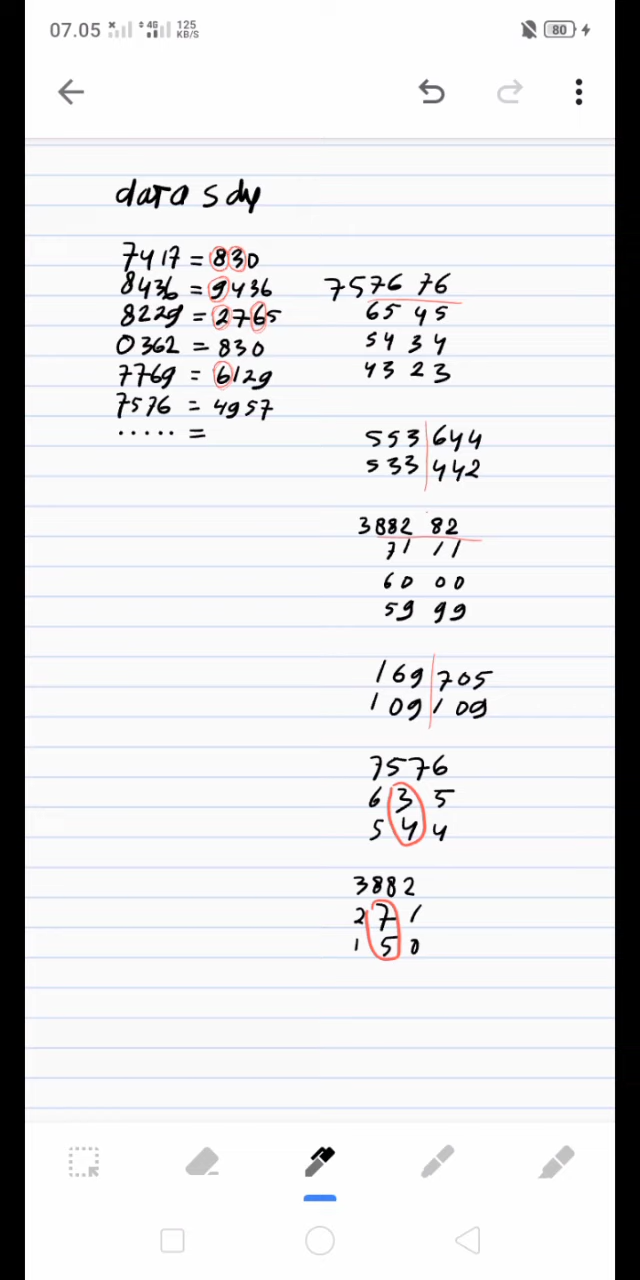 07.05 4G 125 KB/S 80
data sdy
7417 = 830
8436 = 9436
8229 = 2765
0362 = 830
7769 = 6129
7576 = 4957
..... =
7576 76
65 45
54 34
43 23
553 644
533 442
3882 82
71 11
60 00
59 99
169 705
109 109
7576
6 3 5
5 4 4
3882
2 7 1
1 5 0